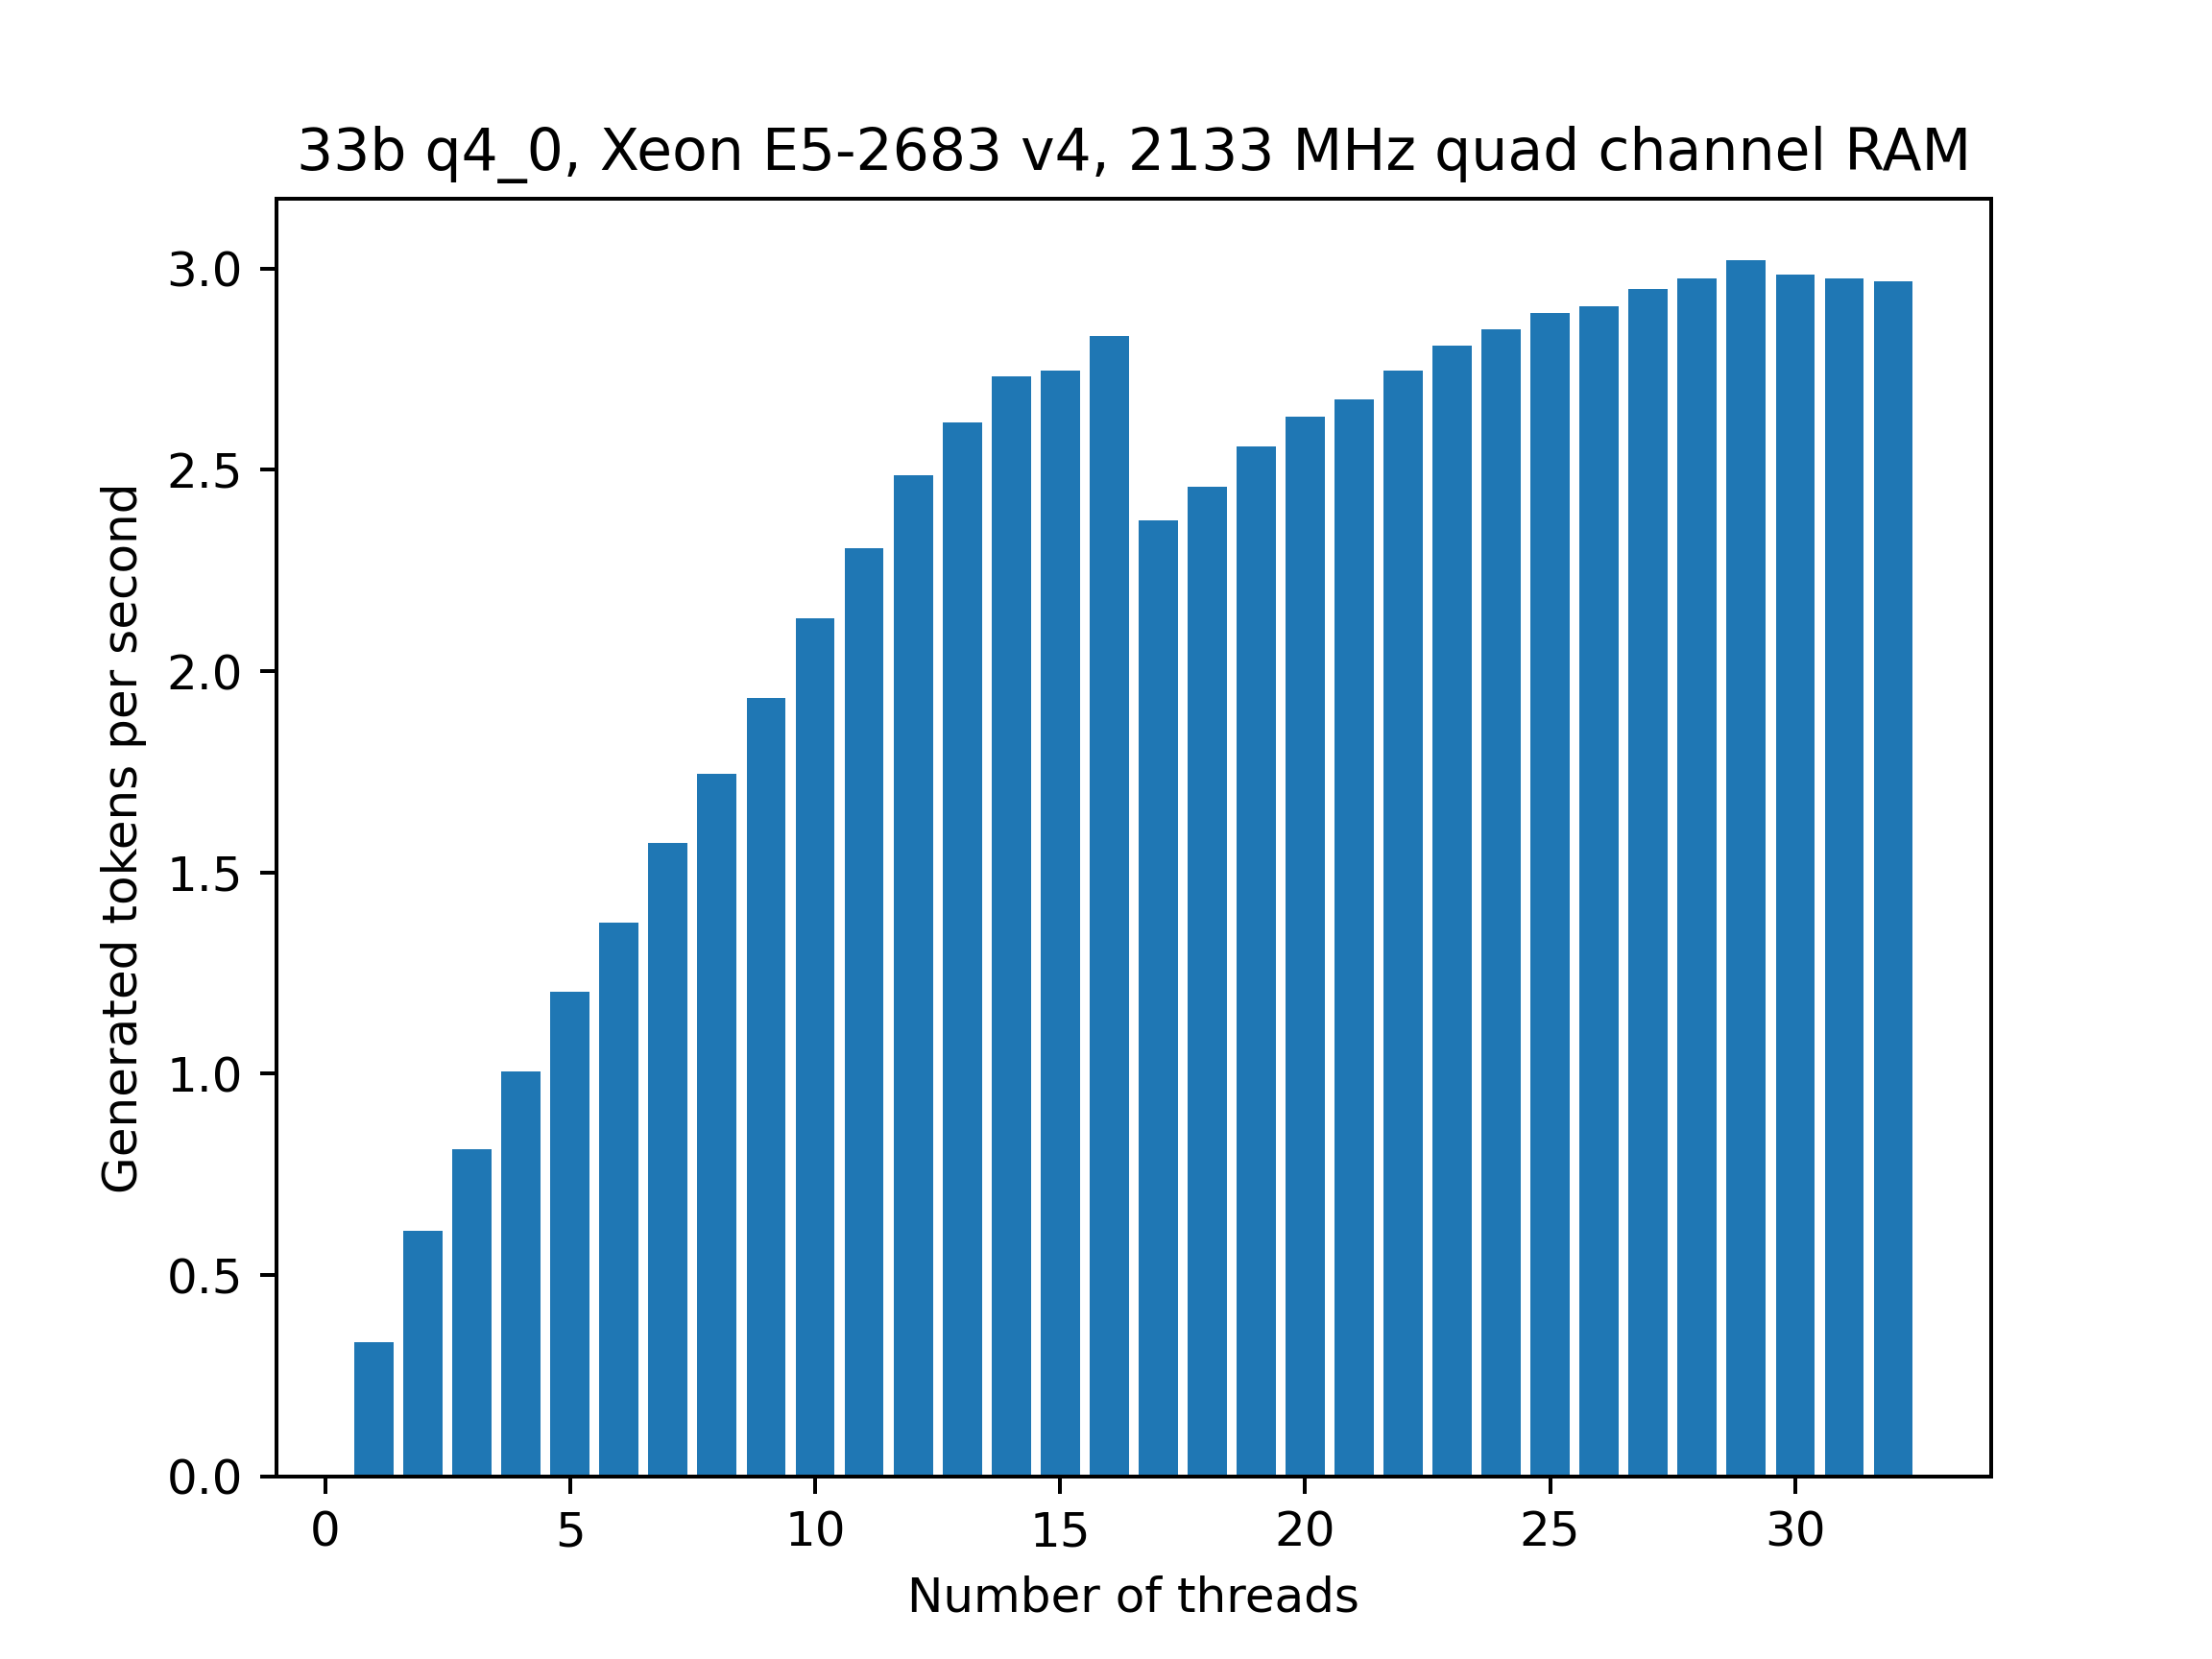 33b q4_0, Xeon E5-2683 v4, 2133 MHz quad channel RAM
Generated tokens per second
3.0
2.5
2.0
1.5
1.0
0.5
0.0
0 5 10 15 20 25 30
Number of threads